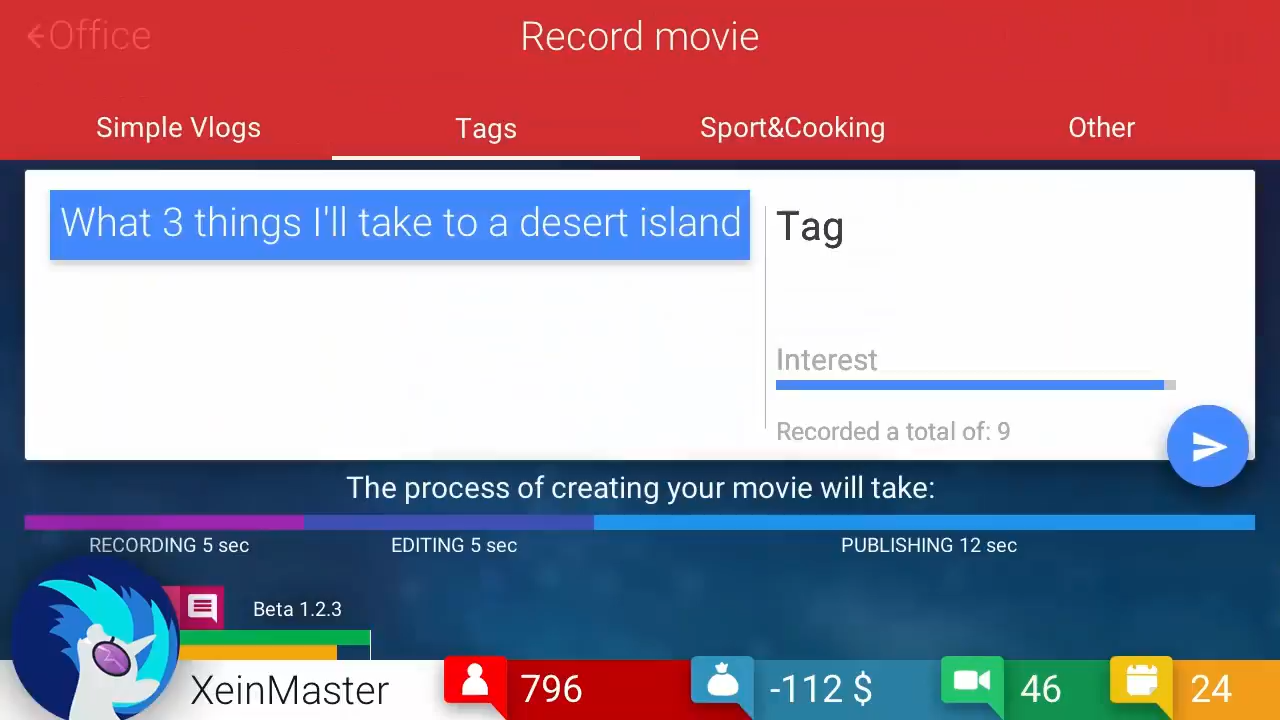 Office
Record movie
Simple Vlogs
Tags
Sport&Cooking
Other
What 3 things I'll take to a desert island
Tag
Interest
Recorded a total of: 9
The process of creating your movie will take:
RECORDING 5 sec
EDITING 5 sec
PUBLISHING 12 sec
Beta 1.2.3
XeinMaster
796
-112 $
46
24